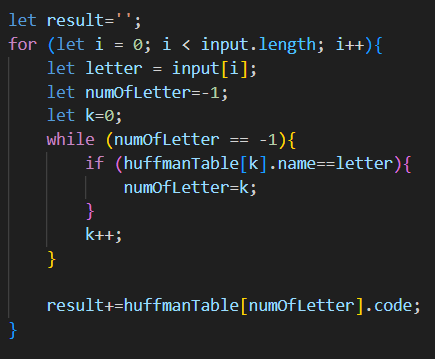 let result='';
for (let i = 0; i < input.length; i++){
    let letter = input[i];
    let numOfLetter=-1;
    let k=0;
    while (numOfLetter == -1){
        if (huffmanTable[k].name==letter){
            numOfLetter=k;
        }
        k++;
    }

    result+=huffmanTable[numOfLetter].code;
}